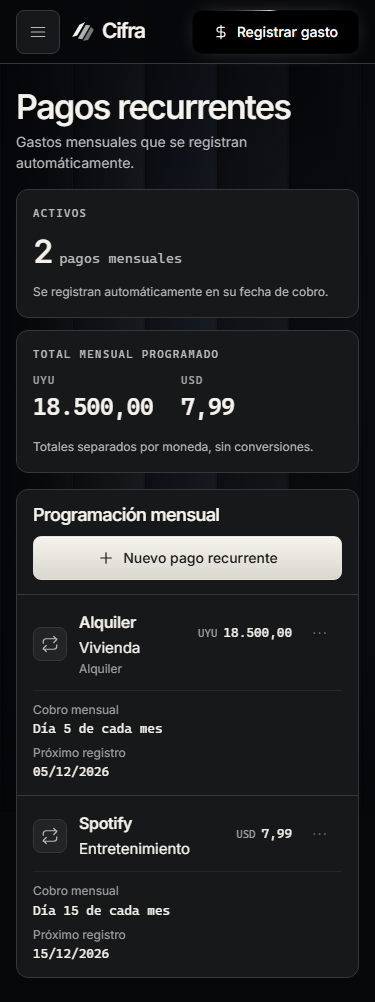 Cifra
Registrar gasto
Pagos recurrentes
Gastos mensuales que se registran
automáticamente.
ACTIVOS
2 pagos mensuales
Se registran automáticamente en su fecha de cobro.
TOTAL MENSUAL PROGRAMADO
UYU USD
18.500,00 7,99
Totales separados por moneda, sin conversiones.
Programación mensual
Nuevo pago recurrente
Alquiler
UYU 18.500,00 ···
Vivienda
Alquiler
Cobro mensual
Día 5 de cada mes
Próximo registro
05/12/2026
Spotify
USD 7,99 ···
Entretenimiento
Cobro mensual
Día 15 de cada mes
Próximo registro
15/12/2026